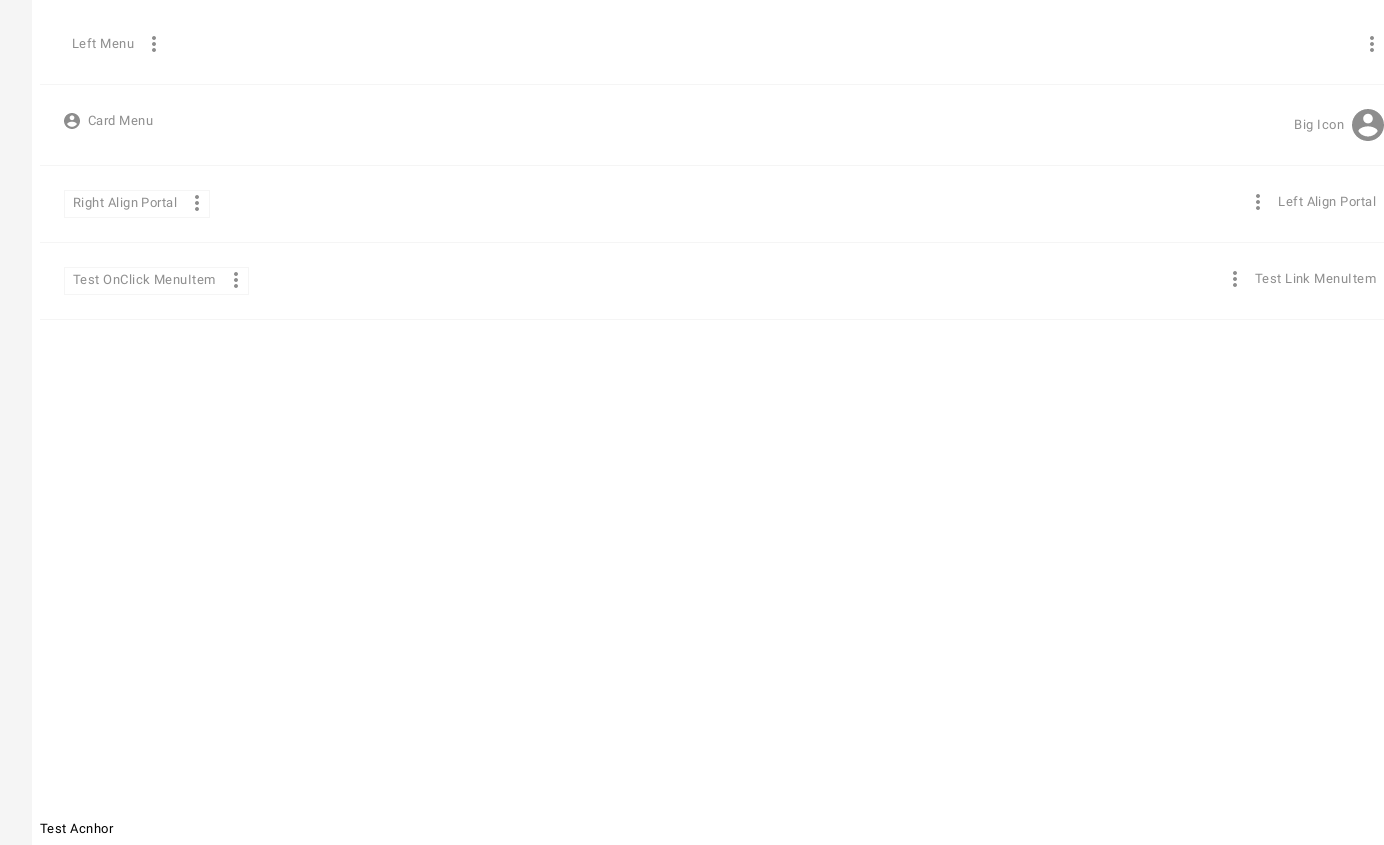 Left Menu
Card Menu
Big Icon
Right Align Portal
Left Align Portal
Test OnClick MenuItem
Test Link MenuItem
Test Acnhor